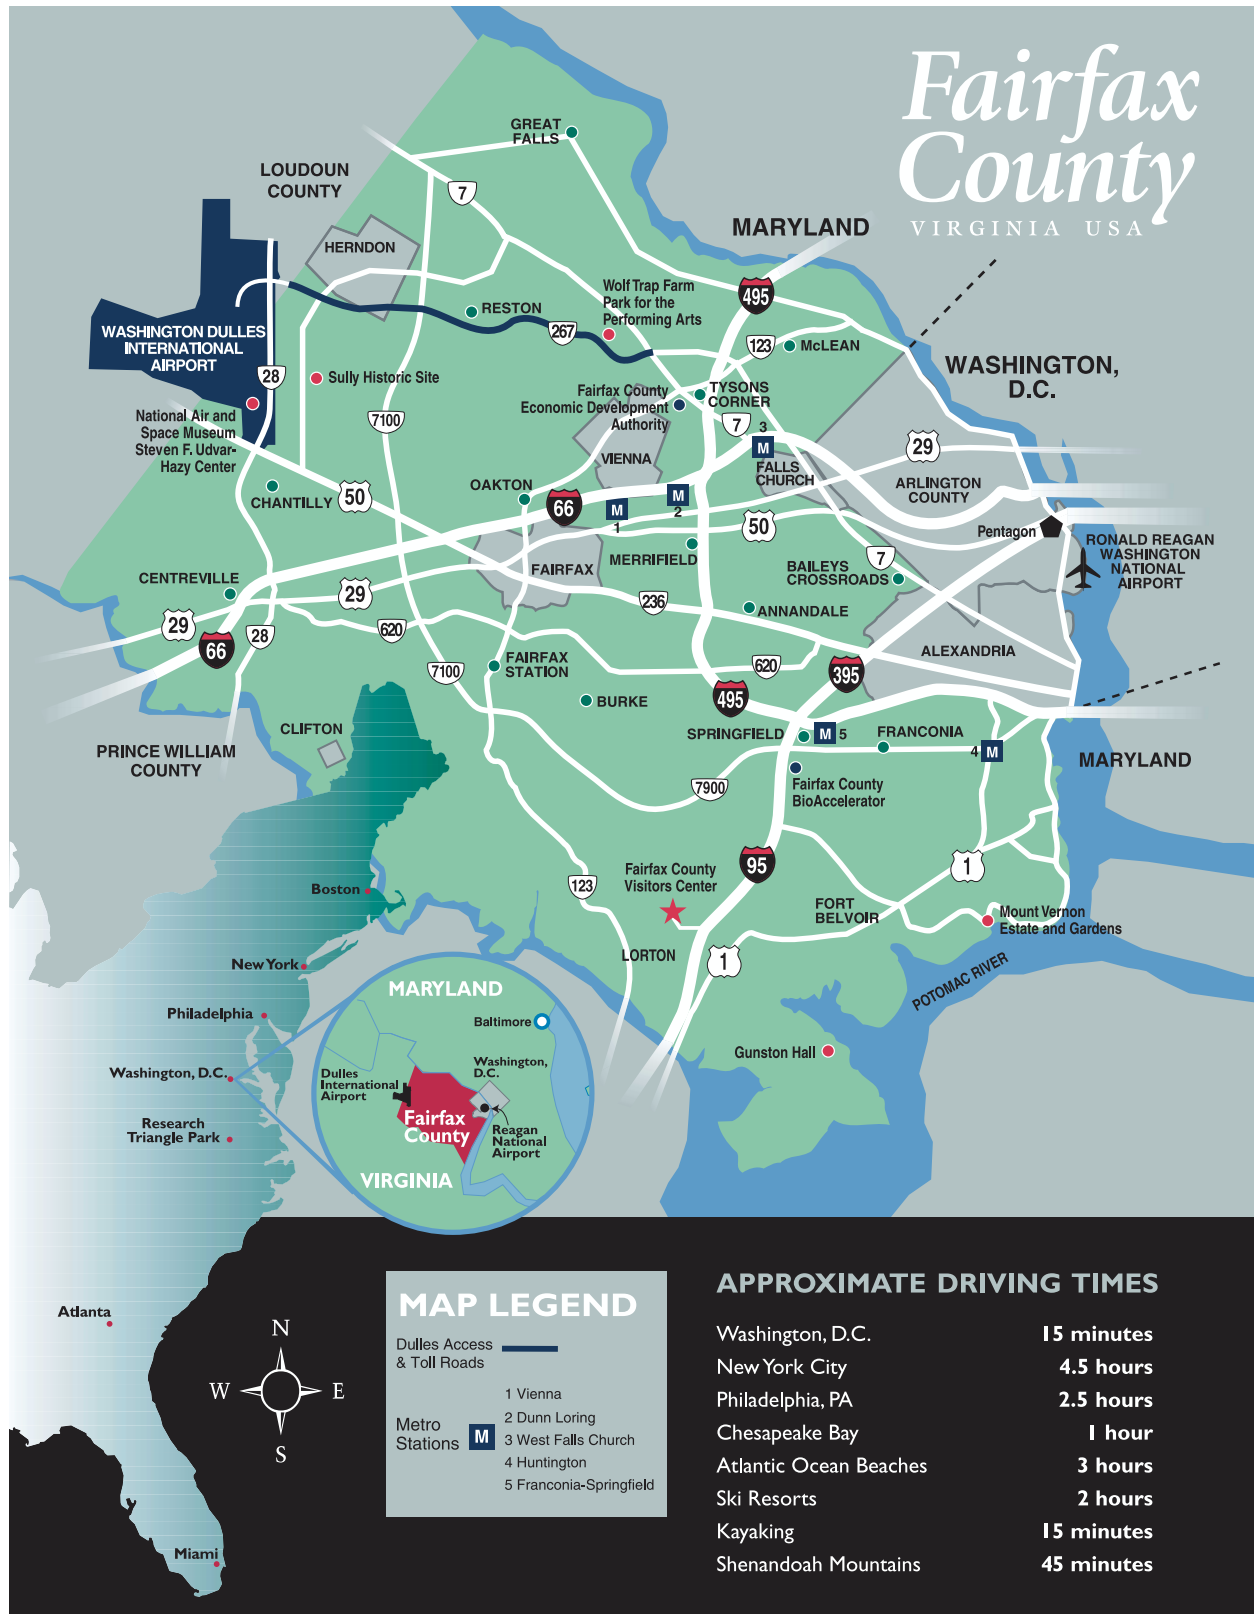 Fairfax
County
VIRGINIA USA
GREAT
FALLS
LOUDOUN
COUNTY
7
MARYLAND
HERNDON
495
Wolf Trap Farm
Park for the
Performing Arts
RESTON
267
123
McLEAN
WASHINGTON DULLES
INTERNATIONAL
AIRPORT
WASHINGTON,
D.C.
28
Sully Historic Site
Fairfax County
Economic Development
Authority
TYSONS
CORNER
National Air and
Space Museum
Steven F. Udvar-
Hazy Center
7100
7
3
M
29
VIENNA
FALLS
CHURCH
OAKTON
ARLINGTON
COUNTY
CHANTILLY
50
66
M
1
M
2
50
Pentagon
RONALD REAGAN
WASHINGTON
NATIONAL
AIRPORT
MERRIFIELD
7
BAILEYS
CROSSROADS
CENTREVILLE
FAIRFAX
29
236
ANNANDALE
29
28
620
66
ALEXANDRIA
FAIRFAX
STATION
7100
620
395
495
BURKE
CLIFTON
SPRINGFIELD
M 5
FRANCONIA
4 M
PRINCE WILLIAM
COUNTY
MARYLAND
7900
Fairfax County
BioAccelerator
95
1
Fairfax County
Visitors Center
123
Boston
FORT
BELVOIR
Mount Vernon
Estate and Gardens
LORTON
1
New York
POTOMAC RIVER
MARYLAND
Philadelphia
Baltimore
Gunston Hall
Washington, D.C.
Dulles
International
Airport
Washington,
D.C.
Fairfax
County
Research
Triangle Park
Reagan
National
Airport
VIRGINIA
Atlanta
N
W E
S
Miami
MAP LEGEND
Dulles Access
& Toll Roads
Metro
Stations
M
1 Vienna
2 Dunn Loring
3 West Falls Church
4 Huntington
5 Franconia-Springfield
APPROXIMATE DRIVING TIMES
Washington, D.C. 15 minutes
New York City 4.5 hours
Philadelphia, PA 2.5 hours
Chesapeake Bay 1 hour
Atlantic Ocean Beaches 3 hours
Ski Resorts 2 hours
Kayaking 15 minutes
Shenandoah Mountains 45 minutes